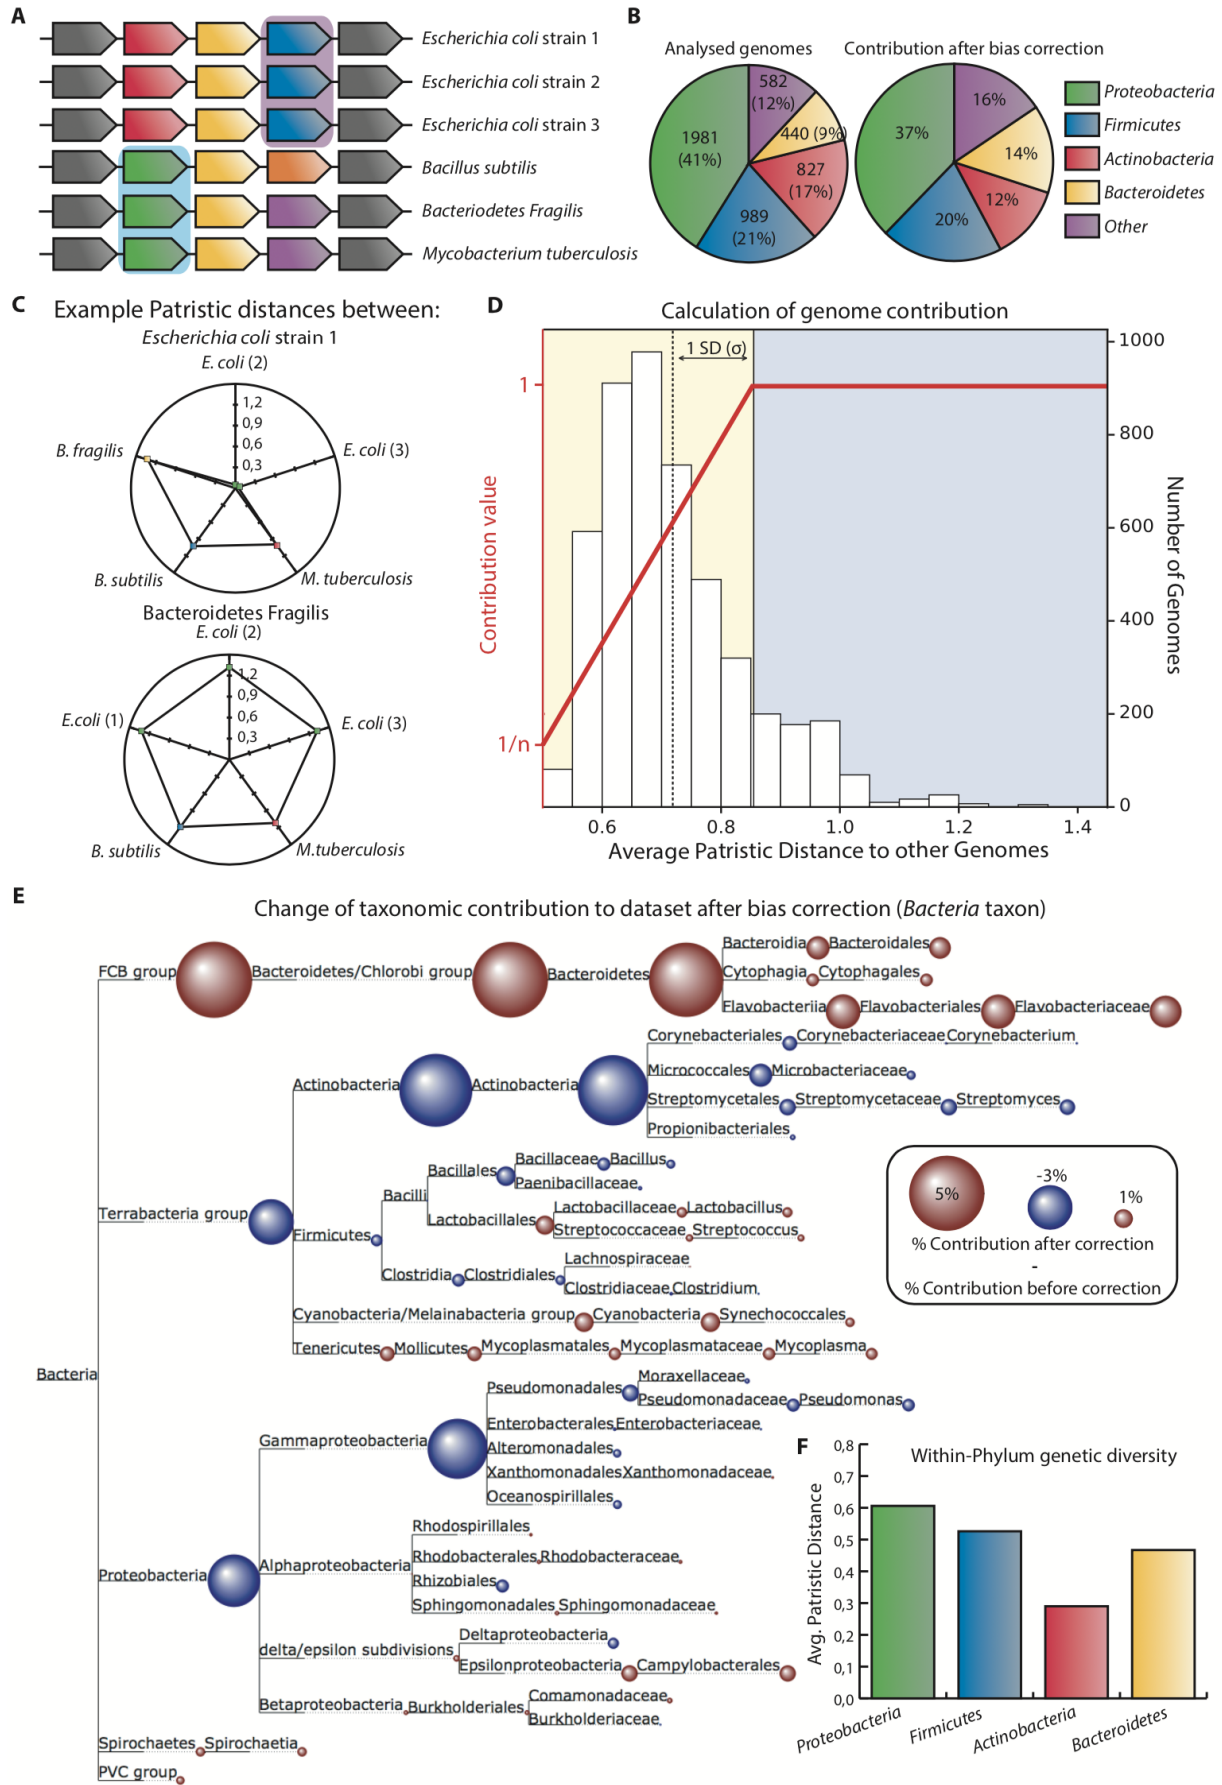 A
Escherichia coli strain 1
Escherichia coli strain 2
Escherichia coli strain 3
Bacillus subtilis
Bacteriodetes Fragilis
Mycobacterium tuberculosis
B
Analysed genomes
582
(12%)
440 (9%)
827
(17%)
989
(21%)
1981
(41%)
Contribution after bias correction
16%
14%
12%
20%
37%
Proteobacteria
Firmicutes
Actinobacteria
Bacteroidetes
Other
C
Example Patristic distances between:
Escherichia coli strain 1
E. coli (2)
1,2
0,9
0,6
0,3
B. fragilis
E. coli (3)
B. subtilis
M. tuberculosis
Bacteroidetes Fragilis
E. coli (2)
1,2
0,9
0,6
0,3
E.coli (1)
E. coli (3)
B. subtilis
M.tuberculosis
D
Calculation of genome contribution
1 SD (σ)
1
1/n
Contribution value
1000
800
600
400
200
0
Number of Genomes
0.6 0.8 1.0 1.2 1.4
Average Patristic Distance to other Genomes
E
Change of taxonomic contribution to dataset after bias correction (Bacteria taxon)
Bacteroidia Bacteroidales
FCB group Bacteroidetes/Chlorobi group Bacteroidetes Cytophagia Cytophagales
Flavobacteriia Flavobacteriales Flavobacteriaceae
Corynebacteriales Corynebacteriaceae Corynebacterium
Micrococcales Microbacteriaceae
Actinobacteria Actinobacteria
Streptomycetales Streptomycetaceae Streptomyces
Propionibacteriales
Bacillaceae Bacillus
Bacillales
Paenibacillaceae
Bacilli
Lactobacillaceae Lactobacillus
Terrabacteria group Lactobacillales
Streptococcaceae Streptococcus
Firmicutes
Lachnospiraceae
Clostridia Clostridiales
Clostridiaceae Clostridium
Cyanobacteria/Melainabacteria group Cyanobacteria Synechococcales
Tenericutes Mollicutes Mycoplasmatales Mycoplasmataceae Mycoplasma
Bacteria
Moraxellaceae
Pseudomonadales
Pseudomonadaceae Pseudomonas
Enterobacterales Enterobacteriaceae
Gammaproteobacteria
Alteromonadales
Xanthomonadales Xanthomonadaceae
Oceanospirillales
Rhodospirillales
Rhodobacterales Rhodobacteraceae
Proteobacteria Alphaproteobacteria
Rhizobiales
Sphingomonadales Sphingomonadaceae
Deltaproteobacteria
delta/epsilon subdivisions
Epsilonproteobacteria Campylobacterales
Comamonadaceae
Betaproteobacteria Burkholderiales
Burkholderiaceae
Spirochaetes Spirochaetia
PVC group
5%
-3%
1%
% Contribution after correction
-
% Contribution before correction
F
Within-Phylum genetic diversity
Avg. Patristic Distance
0,8
0,7
0,6
0,5
0,4
0,3
0,2
0,1
0,0
Proteobacteria
Firmicutes
Actinobacteria
Bacteroidetes